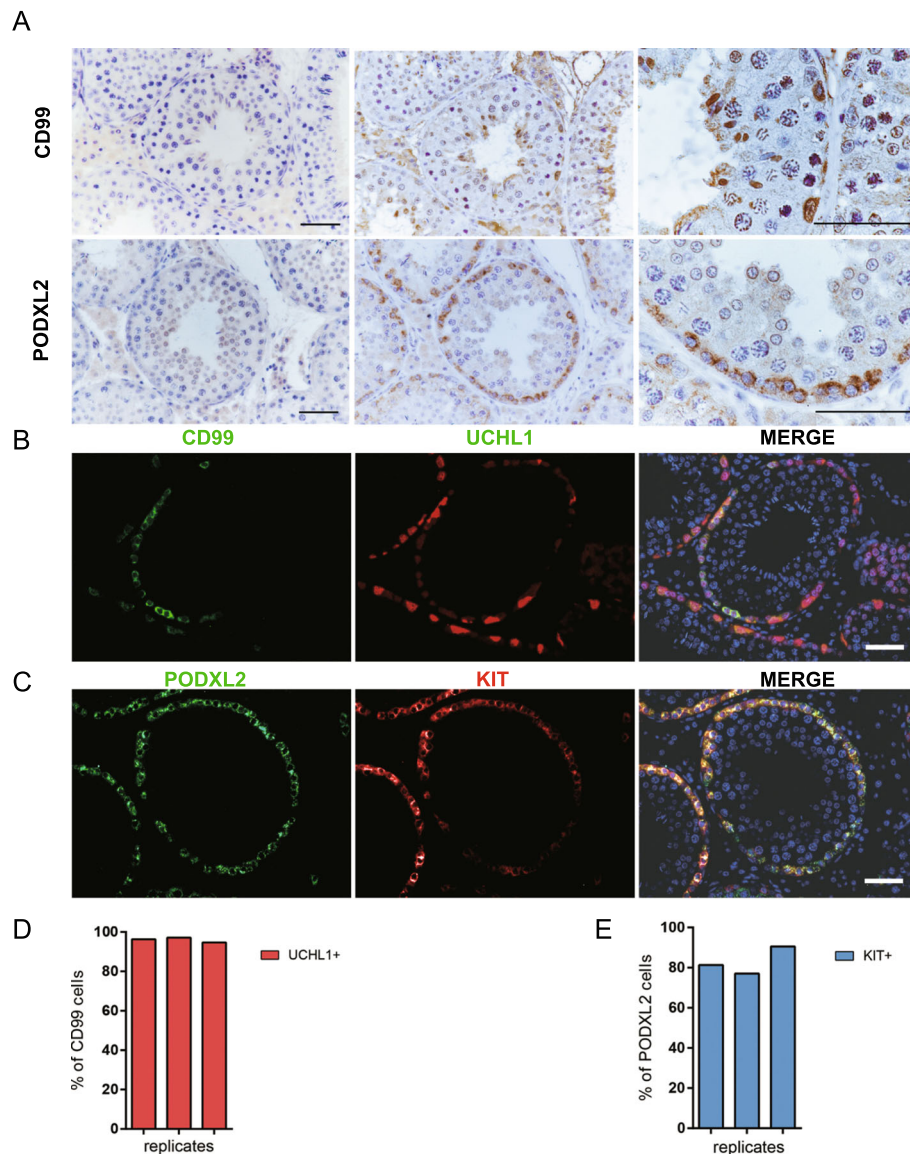 A
CD99
PODXL2
B
CD99 UCHL1 MERGE
C
PODXL2 KIT MERGE
D
% of CD99 cells
100
80
60
40
20
0
replicates
UCHL1+
E
% of PODXL2 cells
100
80
60
40
20
0
replicates
KIT+